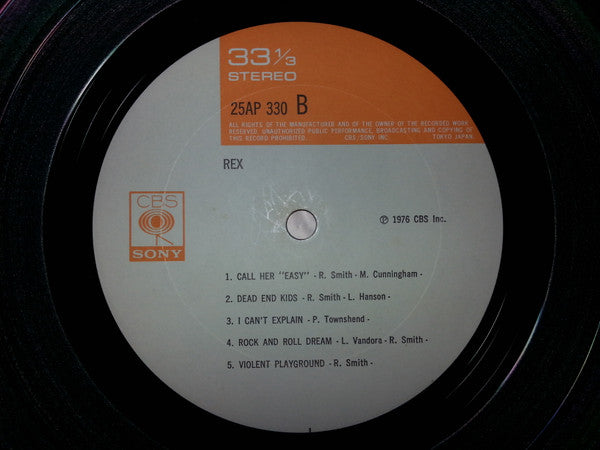 33 1/3
STEREO
25AP 330 B
ALL RIGHTS OF THE MANUFACTURER AND OF THE OWNER OF THE RECORDED WORK
RESERVED. UNAUTHORIZED PUBLIC PERFORMANCE, BROADCASTING AND COPYING OF
THIS RECORD PROHIBITED. CBS/SONY INC. TOKYO JAPAN
REX
CBS
SONY
℗ 1976 CBS Inc.
1. CALL HER "EASY" - R. Smith - M. Cunningham -
2. DEAD END KIDS - R. Smith - L. Hanson -
3. I CAN'T EXPLAIN - P. Townshend -
4. ROCK AND ROLL DREAM - L. Vandora - R. Smith -
5. VIOLENT PLAYGROUND - R. Smith -